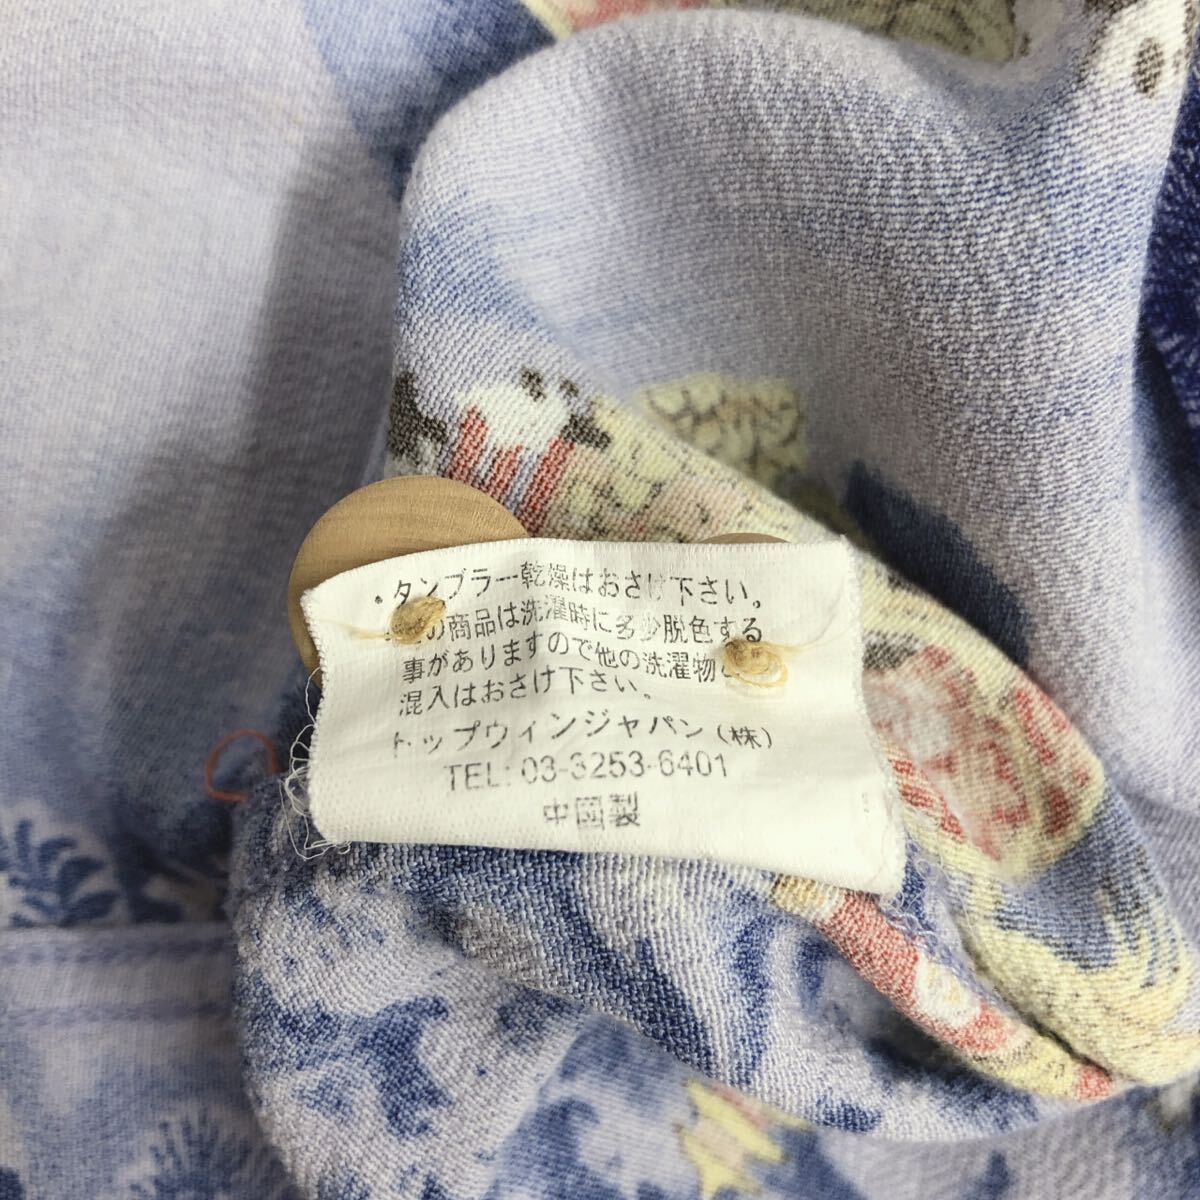 ・タンブラー乾燥はおさけ下さい。
の商品は洗濯時に多少脱色する
事がありますので他の洗濯物
混入はおさけ下さい。
トップウィンジャパン(株)
TEL: 03-3253-6401
中国製